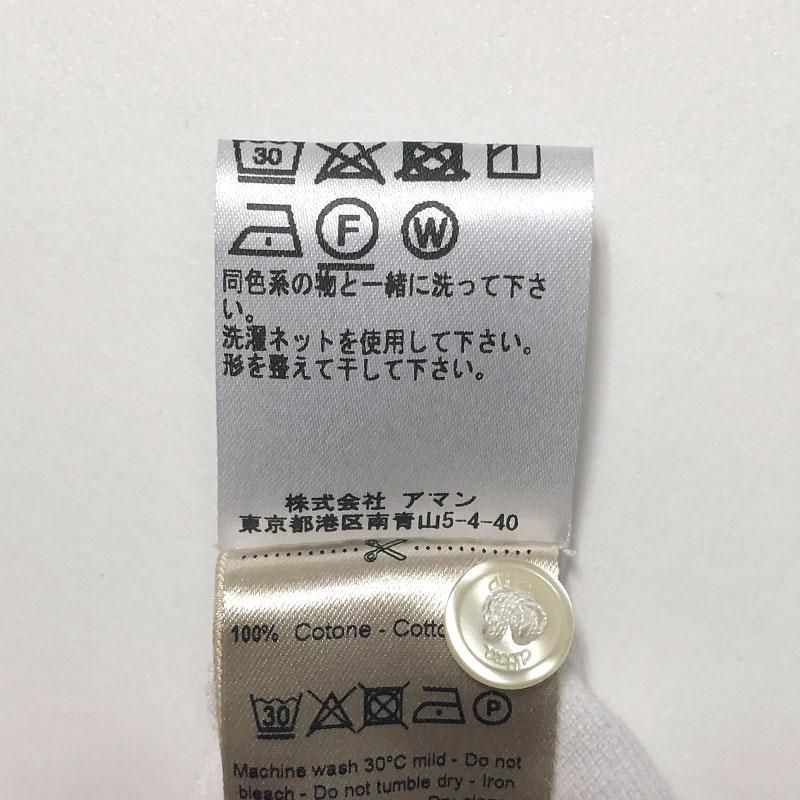 30
F W
同色系の物と一緒に洗って下さ
い。
洗濯ネットを使用して下さい。
形を整えて干して下さい。
株式会社 アマン
東京都港区南青山5-4-40
100% Cotone -
30 P
Machine wash 30°C mild - Do not
bleach - Do not tumble dry - Iron